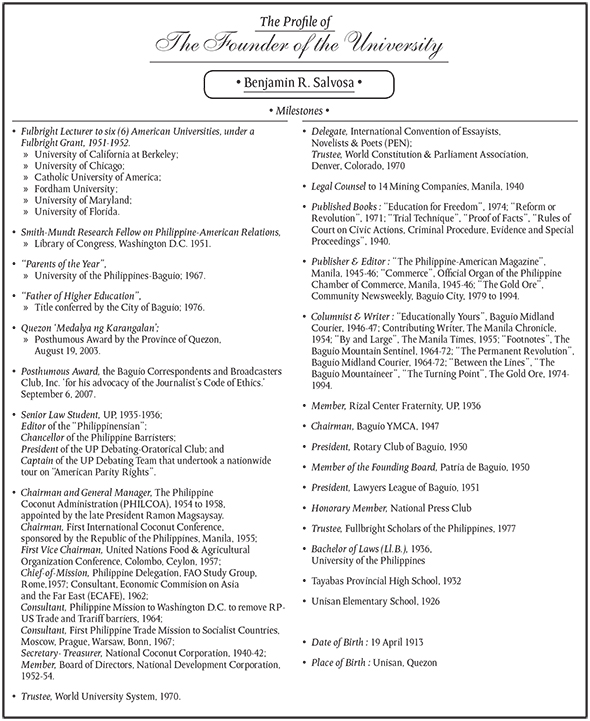 The Profile of
The Founder of the University
• Benjamin R. Salvosa •
• Milestones •
• Fulbright Lecturer to six (6) American Universities, under a
Fulbright Grant, 1951-1952.
» University of California at Berkeley;
» University of Chicago;
» Catholic University of America;
» Fordham University;
» University of Maryland;
» University of Florida.
• Smith-Mundt Research Fellow on Philippine-American Relations,
» Library of Congress, Washington D.C. 1951.
• "Parents of the Year",
» University of the Philippines-Baguio; 1967.
• "Father of Higher Education",
» Title conferred by the City of Baguio; 1976.
• Quezon 'Medalya ng Karangalan';
» Posthumous Award by the Province of Quezon,
August 19, 2003.
• Posthumous Award, the Baguio Correspondents and Broadcasters
Club, Inc. 'for his advocacy of the Journalist's Code of Ethics.'
September 6, 2007.
• Senior Law Student, UP, 1935-1936;
Editor of the "Philippinensian";
Chancellor of the Philippine Barristers;
President of the UP Debating-Oratorical Club; and
Captain of the UP Debating Team that undertook a nationwide
tour on "American Parity Rights".
• Chairman and General Manager, The Philippine
Coconut Administration (PHILCOA), 1954 to 1958,
appointed by the late President Ramon Magsaysay.
Chairman, First International Coconut Conference,
sponsored by the Republic of the Philippines, Manila, 1955;
First Vice Chairman, United Nations Food & Agricultural
Organization Conference, Colombo, Ceylon, 1957;
Chief-of-Mission, Philippine Delegation, FAO Study Group,
Rome,1957; Consultant, Economic Commission on Asia
and the Far East (ECAFE), 1962;
Consultant, Philippine Mission to Washington D.C. to remove R.P-
US Trade and Trariff barriers, 1964;
Consultant, First Philippine Trade Mission to Socialist Countries,
Moscow, Prague, Warsaw, Bonn, 1967;
Secretary- Treasurer, National Coconut Corporation, 1940-42;
Member, Board of Directors, National Development Corporation,
1952-54.
• Trustee, World University System, 1970.
• Delegate, International Convention of Essayists,
Novelists & Poets (PEN);
Trustee, World Constitution & Parliament Association,
Denver, Colorado, 1970
• Legal Counsel to 14 Mining Companies, Manila, 1940
• Published Books : "Education for Freedom", 1974; "Reform or
Revolution", 1971; "Trial Technique", "Proof of Facts", "Rules of
Court on Civic Actions, Criminal Procedure, Evidence and Special
Proceedings", 1940.
• Publisher & Editor : "The Philippine-American Magazine",
Manila, 1945-46; "Commerce", Official Organ of the Philippine
Chamber of Commerce, Manila, 1945-46; "The Gold Ore",
Community Newsweekly, Baguio City, 1979 to 1994.
• Columnist & Writer : "Educationally Yours", Baguio Midland
Courier, 1946-47; Contributing Writer, The Manila Chronicle,
1954; "By and Large", The Manila Times, 1955; "Footnotes", The
Baguio Mountain Sentinel, 1964-72; "The Permanent Revolution",
Baguio Midland Courier, 1964-72; "Between the Lines", "The
Baguio Mountaineer", "The Turning Point", The Gold Ore, 1974-
1994.
• Member, Rizal Center Fraternity, UP, 1936
• Chairman, Baguio YMCA, 1947
• President, Rotary Club of Baguio, 1950
• Member of the Founding Board, Patria de Baguio, 1950
• President, Lawyers League of Baguio, 1951
• Honorary Member, National Press Club
• Trustee, Fullbright Scholars of the Philippines, 1977
• Bachelor of Laws (Ll.B.), 1936,
University of the Philippines
• Tayabas Provincial High School, 1932
• Unisan Elementary School, 1926
• Date of Birth : 19 April 1913
• Place of Birth : Unisan, Quezon